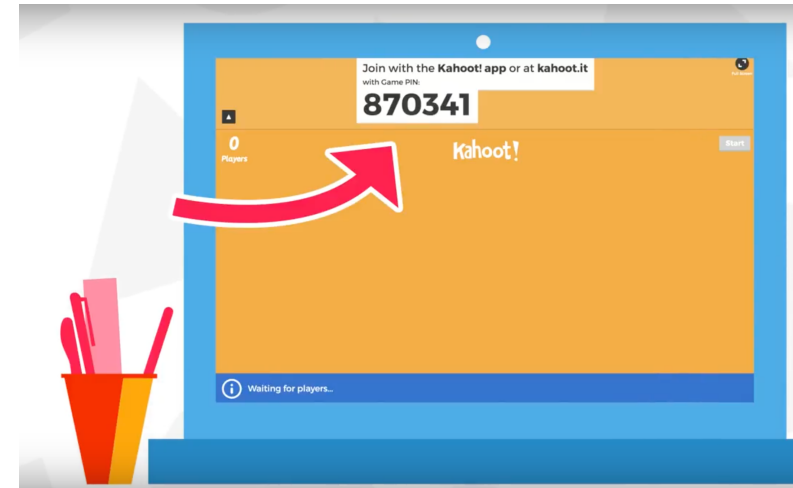 Join with the Kahoot! app or at kahoot.it
with Game PIN:
870341
0
Players
Kahoot!
Start
Waiting for players...